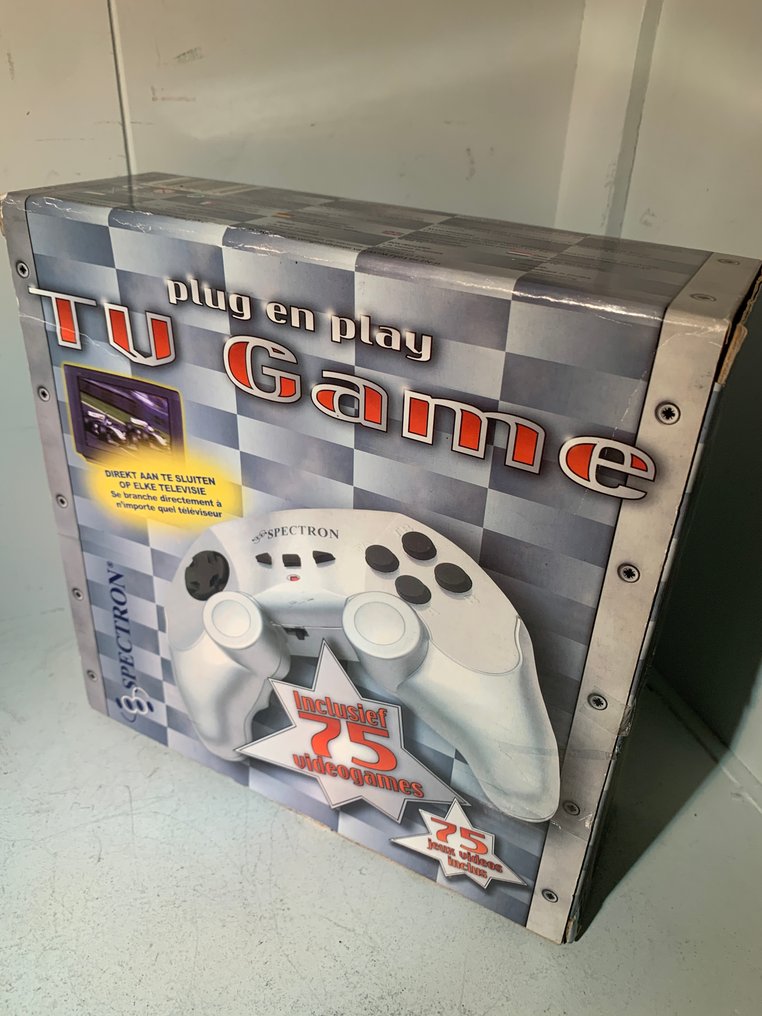 plug en play
TV Game
DIREKT AAN TE SLUITEN
OP ELKE TELEVISIE
Se branche directement à
n'importe quel téléviseur
SPECTRON
SPECTRON®
Inclusief
75
videogames
75
jeux videos
inclus